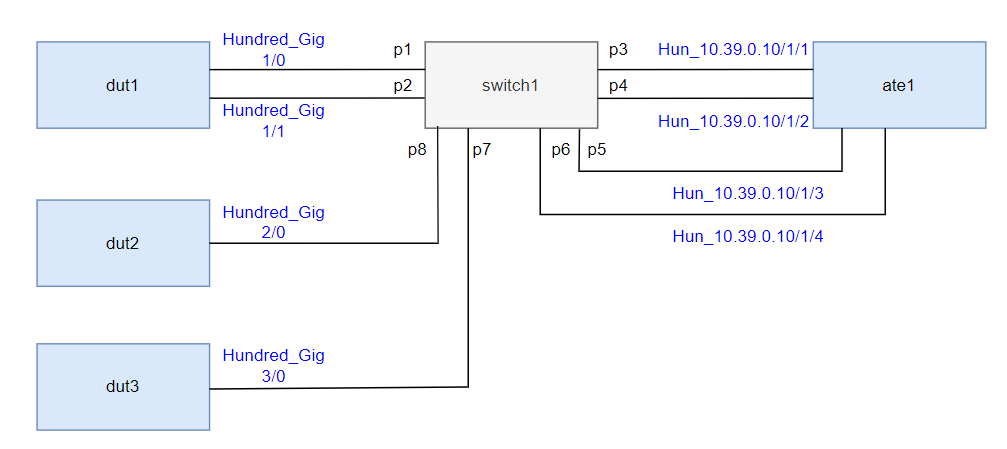 Hundred_Gig
1/0
p1
p3
Hun_10.39.0.10/1/1
dut1
p2
switch1
p4
ate1
Hundred_Gig
1/1
Hun_10.39.0.10/1/2
p8
p7
p6
p5
Hun_10.39.0.10/1/3
Hundred_Gig
2/0
dut2
Hun_10.39.0.10/1/4
Hundred_Gig
3/0
dut3